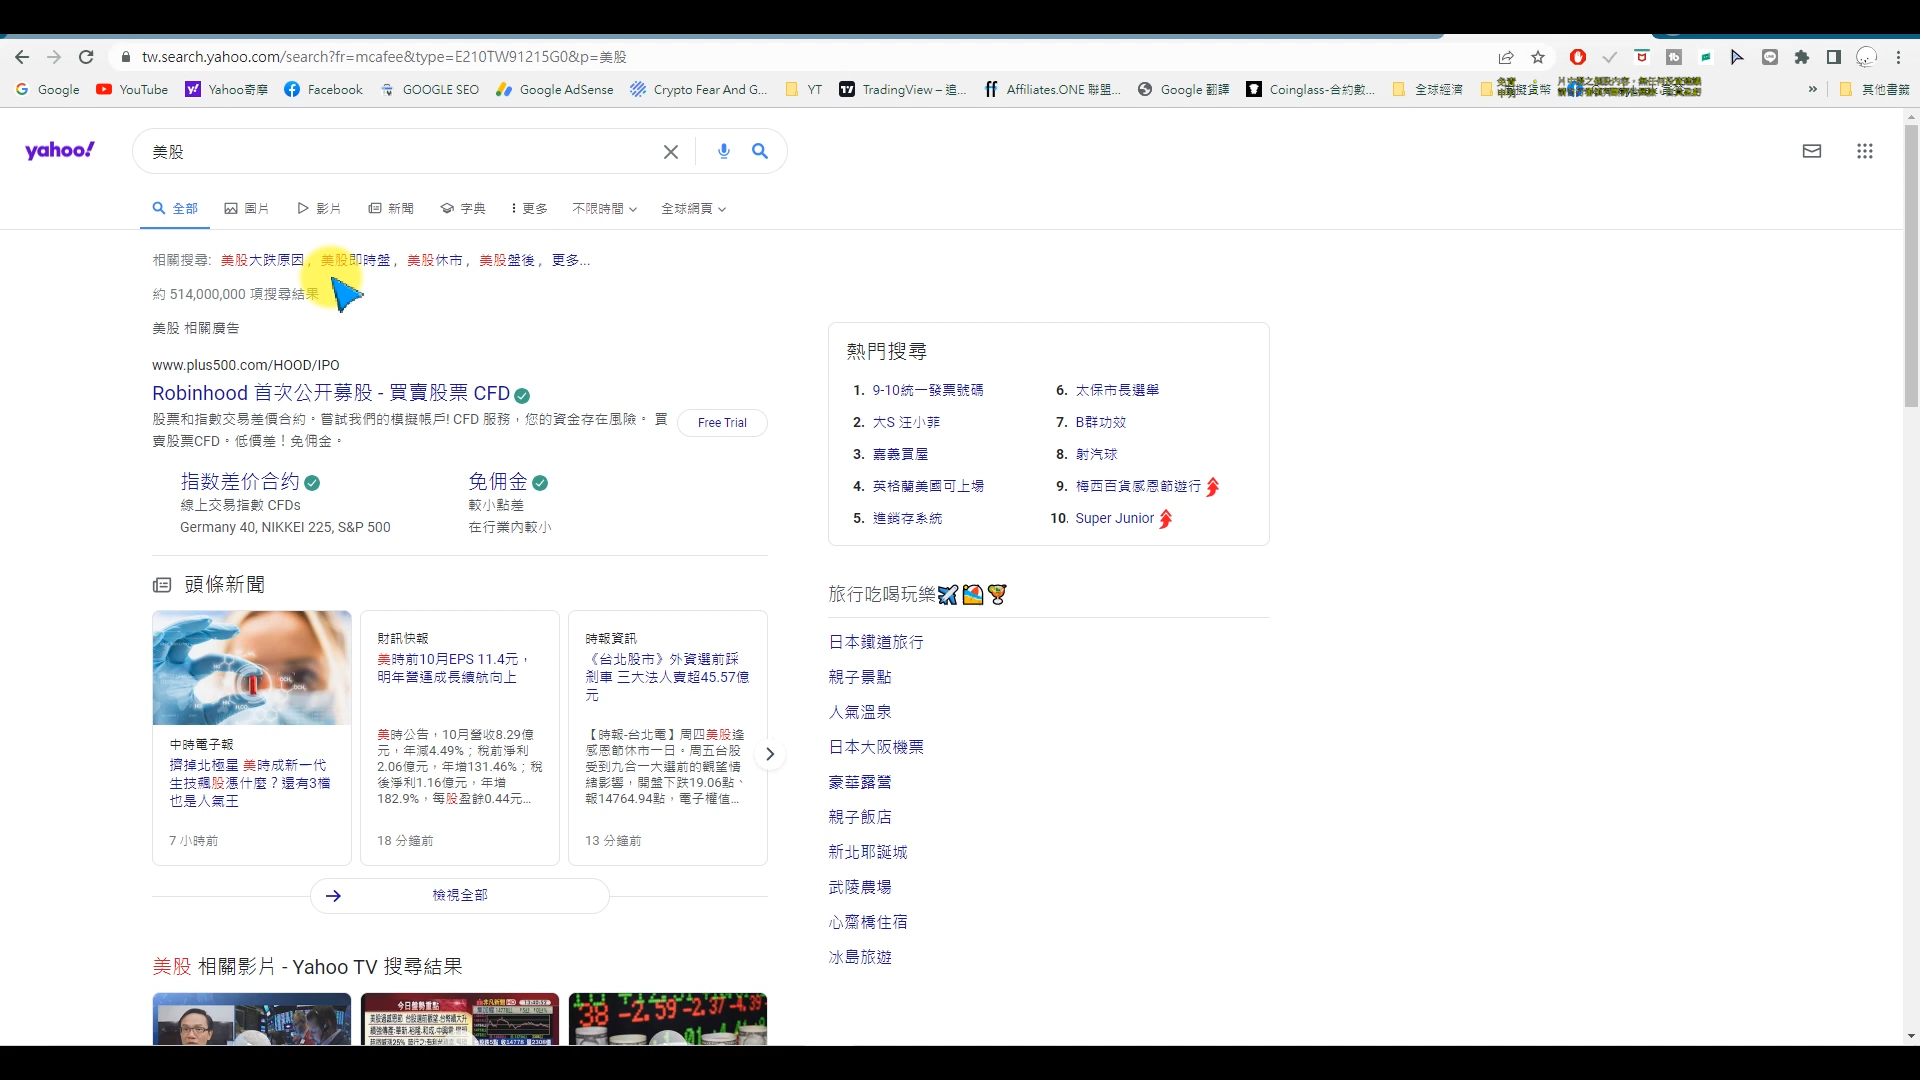 tw.search.yahoo.com/search?fr=mcafee&type=E210TW91215G0&p=美股
Google
YouTube
Yahoo奇摩
Facebook
GOOGLE SEO
Google AdSense
Crypto Fear And G...
YT
TradingView – 追...
Affiliates.ONE 聯盟...
Google 翻譯
Coinglass-合約數...
全球經濟
其他書籤
yahoo!
美股
全部
圖片
影片
新聞
字典
更多
不限時間
全球網頁
相關搜尋: 美股大跌原因, 美股即時盤, 美股休市, 美股盤後, 更多...
約 514,000,000 項搜尋結果
美股 相關廣告
www.plus500.com/HOOD/IPO
Robinhood 首次公开募股 - 買賣股票 CFD
股票和指數交易差價合約。嘗試我們的模擬帳戶! CFD 服務，您的資金存在風險。 買
賣股票CFD。低價差！免佣金。
Free Trial
指数差价合约
線上交易指數 CFDs
Germany 40, NIKKEI 225, S&P 500
免佣金
較小點差
在行業內較小
頭條新聞
中時電子報
擠掉北極星 美時成新一代
生技飆股憑什麼？還有3檔
也是人氣王
7 小時前
財訊快報
美時前10月EPS 11.4元，
明年營運成長續航向上
美時公告，10月營收8.29億
元，年減4.49%；稅前淨利
2.06億元，年增131.46%；稅
後淨利1.16億元，年增
182.9%，每股盈餘0.44元...
18 分鐘前
時報資訊
《台北股市》外資選前踩
剎車 三大法人賣超45.57億
元
【時報-台北電】周四美股逢
感恩節休市一日。周五台股
受到九合一大選前的觀望情
緒影響，開盤下跌19.06點、
報14764.94點，電子權值...
13 分鐘前
檢視全部
美股 相關影片 - Yahoo TV 搜尋結果
今日盤勢重點
熱門搜尋
1. 9-10統一發票號碼
2. 大S 汪小菲
3. 嘉義買屋
4. 英格蘭美國可上場
5. 進銷存系統
6. 太保市長選舉
7. B群功效
8. 射汽球
9. 梅西百貨感恩節遊行
10. Super Junior
旅行吃喝玩樂
日本鐵道旅行
親子景點
人氣溫泉
日本大阪機票
豪華露營
親子飯店
新北耶誕城
武陵農場
心齋橋住宿
冰島旅遊